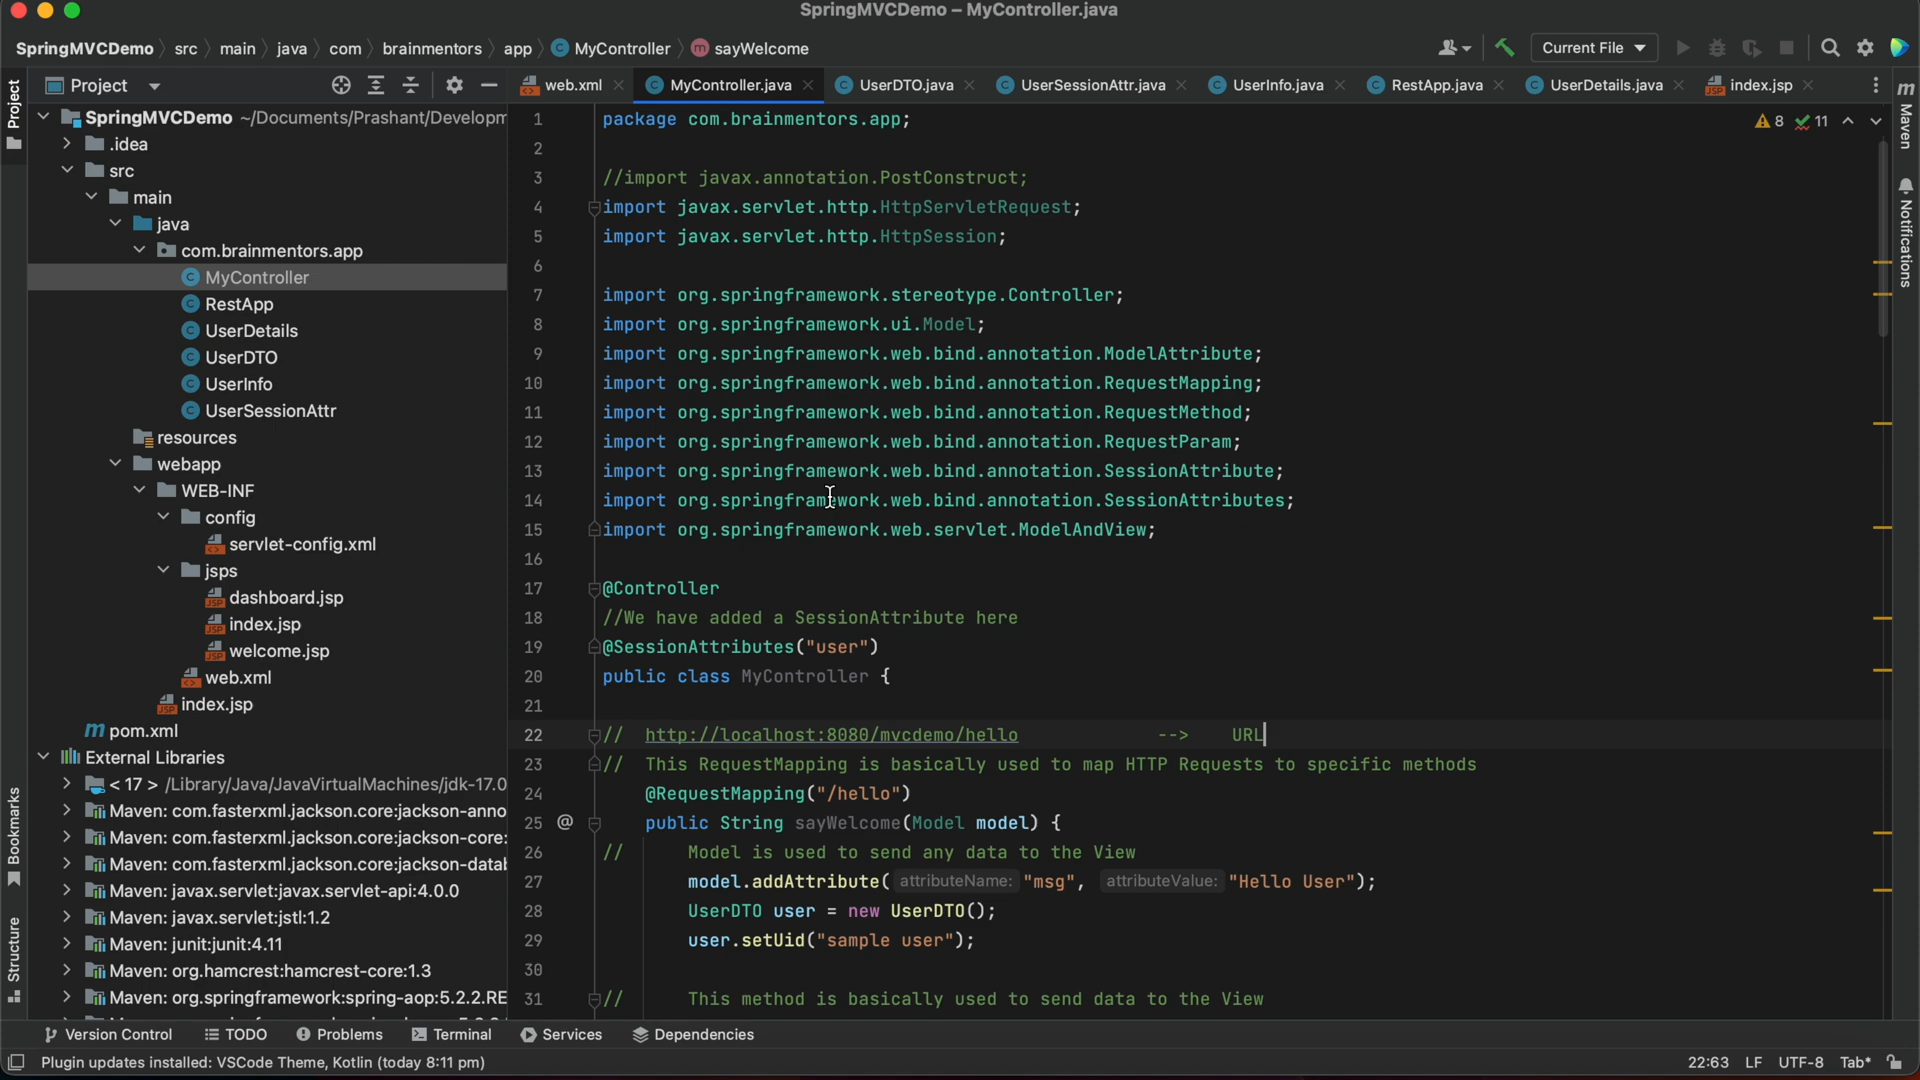 SpringMVCDemo – MyController.java
SpringMVCDemo src main java com brainmentors app MyController sayWelcome
Current File
Project
web.xml MyController.java UserDTO.java UserSessionAttr.java UserInfo.java RestApp.java UserDetails.java index.jsp
Project
Maven
Notifications
Bookmarks
Structure
SpringMVCDemo ~/Documents/Prashant/Developm
.idea
src
main
java
com.brainmentors.app
MyController
RestApp
UserDetails
UserDTO
UserInfo
UserSessionAttr
resources
webapp
WEB-INF
config
servlet-config.xml
jsps
dashboard.jsp
index.jsp
welcome.jsp
web.xml
index.jsp
pom.xml
External Libraries
< 17 > /Library/Java/JavaVirtualMachines/jdk-17.0
Maven: com.fasterxml.jackson.core:jackson-anno
Maven: com.fasterxml.jackson.core:jackson-core:
Maven: com.fasterxml.jackson.core:jackson-datab
Maven: javax.servlet:javax.servlet-api:4.0.0
Maven: javax.servlet:jstl:1.2
Maven: junit:junit:4.11
Maven: org.hamcrest:hamcrest-core:1.3
Maven: org.springframework:spring-aop:5.2.2.RE
8 11
1 package com.brainmentors.app;
2
3 //import javax.annotation.PostConstruct;
4 import javax.servlet.http.HttpServletRequest;
5 import javax.servlet.http.HttpSession;
6
7 import org.springframework.stereotype.Controller;
8 import org.springframework.ui.Model;
9 import org.springframework.web.bind.annotation.ModelAttribute;
10 import org.springframework.web.bind.annotation.RequestMapping;
11 import org.springframework.web.bind.annotation.RequestMethod;
12 import org.springframework.web.bind.annotation.RequestParam;
13 import org.springframework.web.bind.annotation.SessionAttribute;
14 import org.springframework.web.bind.annotation.SessionAttributes;
15 import org.springframework.web.servlet.ModelAndView;
16
17 @Controller
18 //We have added a SessionAttribute here
19 @SessionAttributes("user")
20 public class MyController {
21
22 // http://localhost:8080/mvcdemo/hello --> URL
23 // This RequestMapping is basically used to map HTTP Requests to specific methods
24 @RequestMapping("/hello")
25 @ public String sayWelcome(Model model) {
26 // Model is used to send any data to the View
27 model.addAttribute( attributeName: "msg", attributeValue: "Hello User");
28 UserDTO user = new UserDTO();
29 user.setUid("sample user");
30
31 // This method is basically used to send data to the View
Version Control TODO Problems Terminal Services Dependencies
Plugin updates installed: VSCode Theme, Kotlin (today 8:11 pm) 22:63 LF UTF-8 Tab*